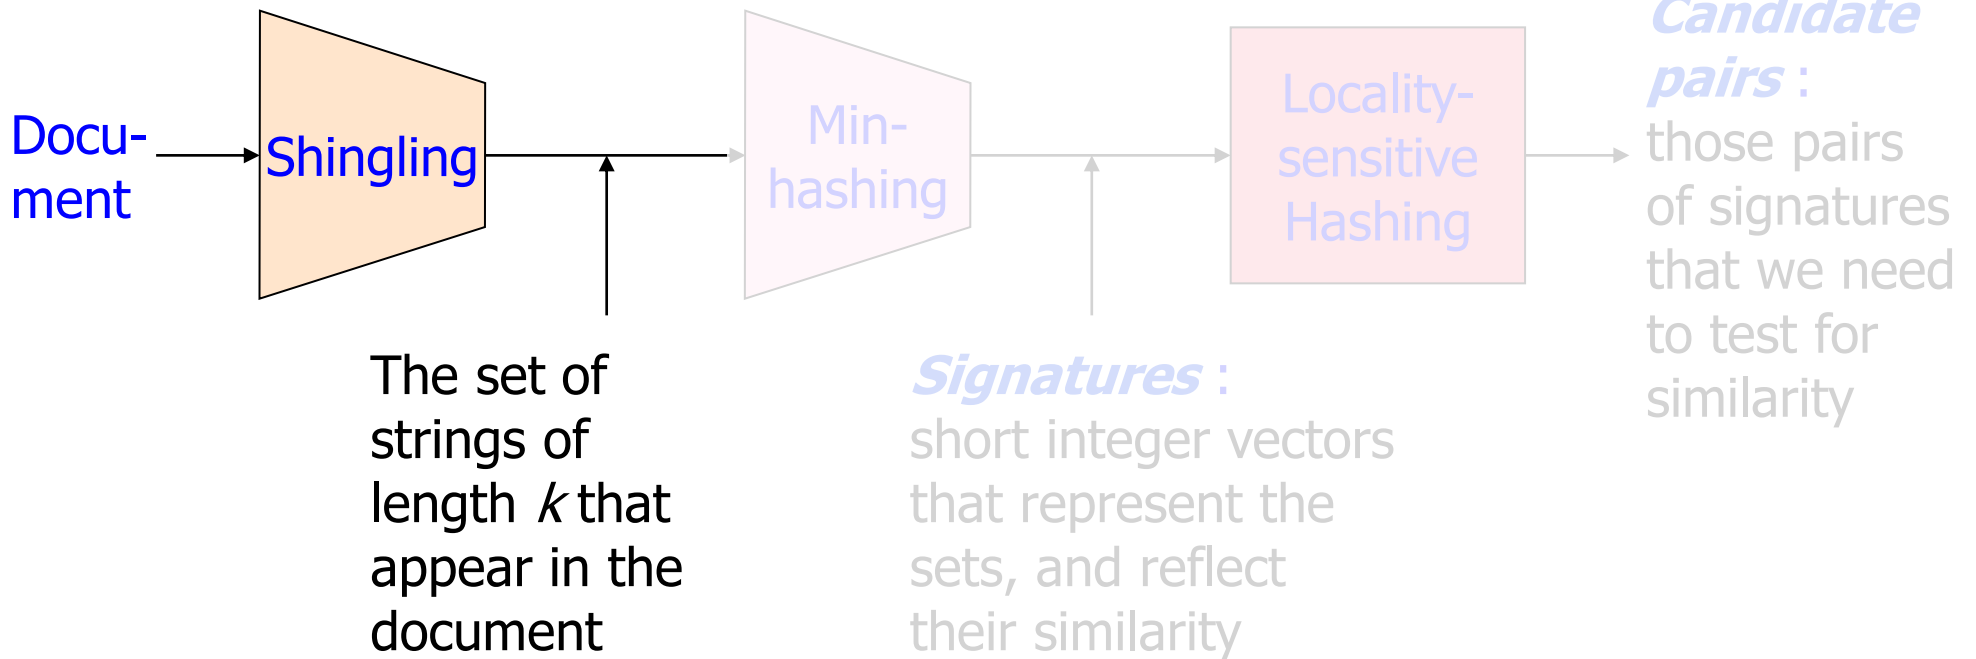 Docu-
ment
Shingling
The set of
strings of
length k that
appear in the
document
Min-
hashing
Signatures :
short integer vectors
that represent the
sets, and reflect
their similarity
Locality-
sensitive
Hashing
Candidate
pairs :
those pairs
of signatures
that we need
to test for
similarity